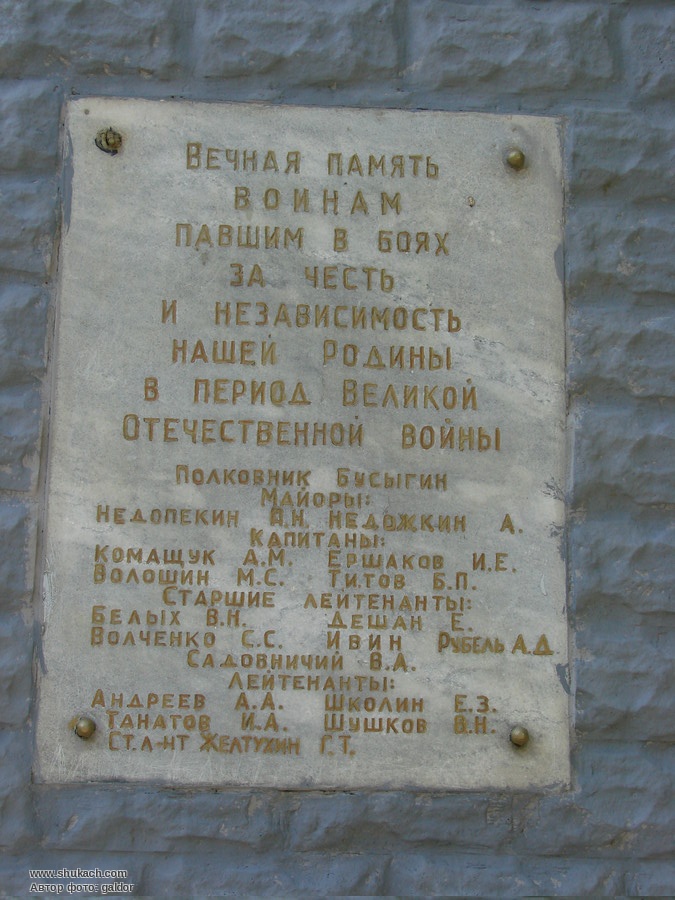 Вечная память
воинам
павшим в боях
за честь
и независимость
нашей Родины
в период Великой
Отечественной войны
Полковник Бусыгин
Майоры:
Недопекин А.Н. Недожкин А.
Капитаны:
Комащук А.М. Ершаков И.Е.
Волошин М.С. Титов Б.П.
Старшие лейтенанты:
Белых В.Н. Дешан Е.
Волченко С.С. Ивин Рубель А.Д.
Садовничий В.А.
Лейтенанты:
Андреев А.А. Школин Е.З.
Танатов И.А. Шушков В.Н.
Ст.л-нт Желтухин Г.Т.
www.shukach.com
Автор фото: galdor